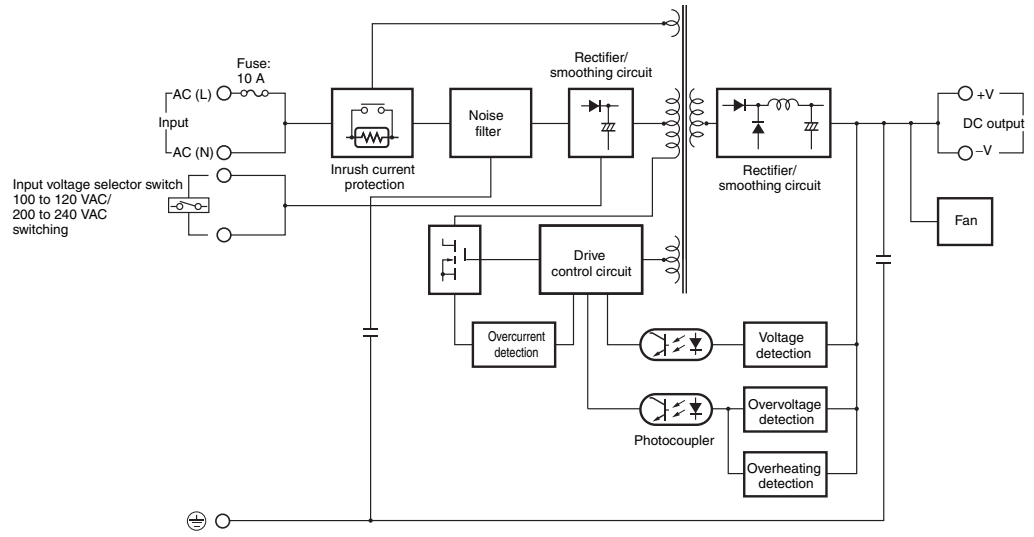 Fuse:
10 A
AC (L)
Input
AC (N)
Input voltage selector switch
100 to 120 VAC/
200 to 240 VAC
switching
Inrush current
protection
Noise
filter
Rectifier/
smoothing circuit
Rectifier/
smoothing circuit
+V
DC output
–V
Fan
Drive
control circuit
Overcurrent
detection
Voltage
detection
Overvoltage
detection
Photocoupler
Overheating
detection